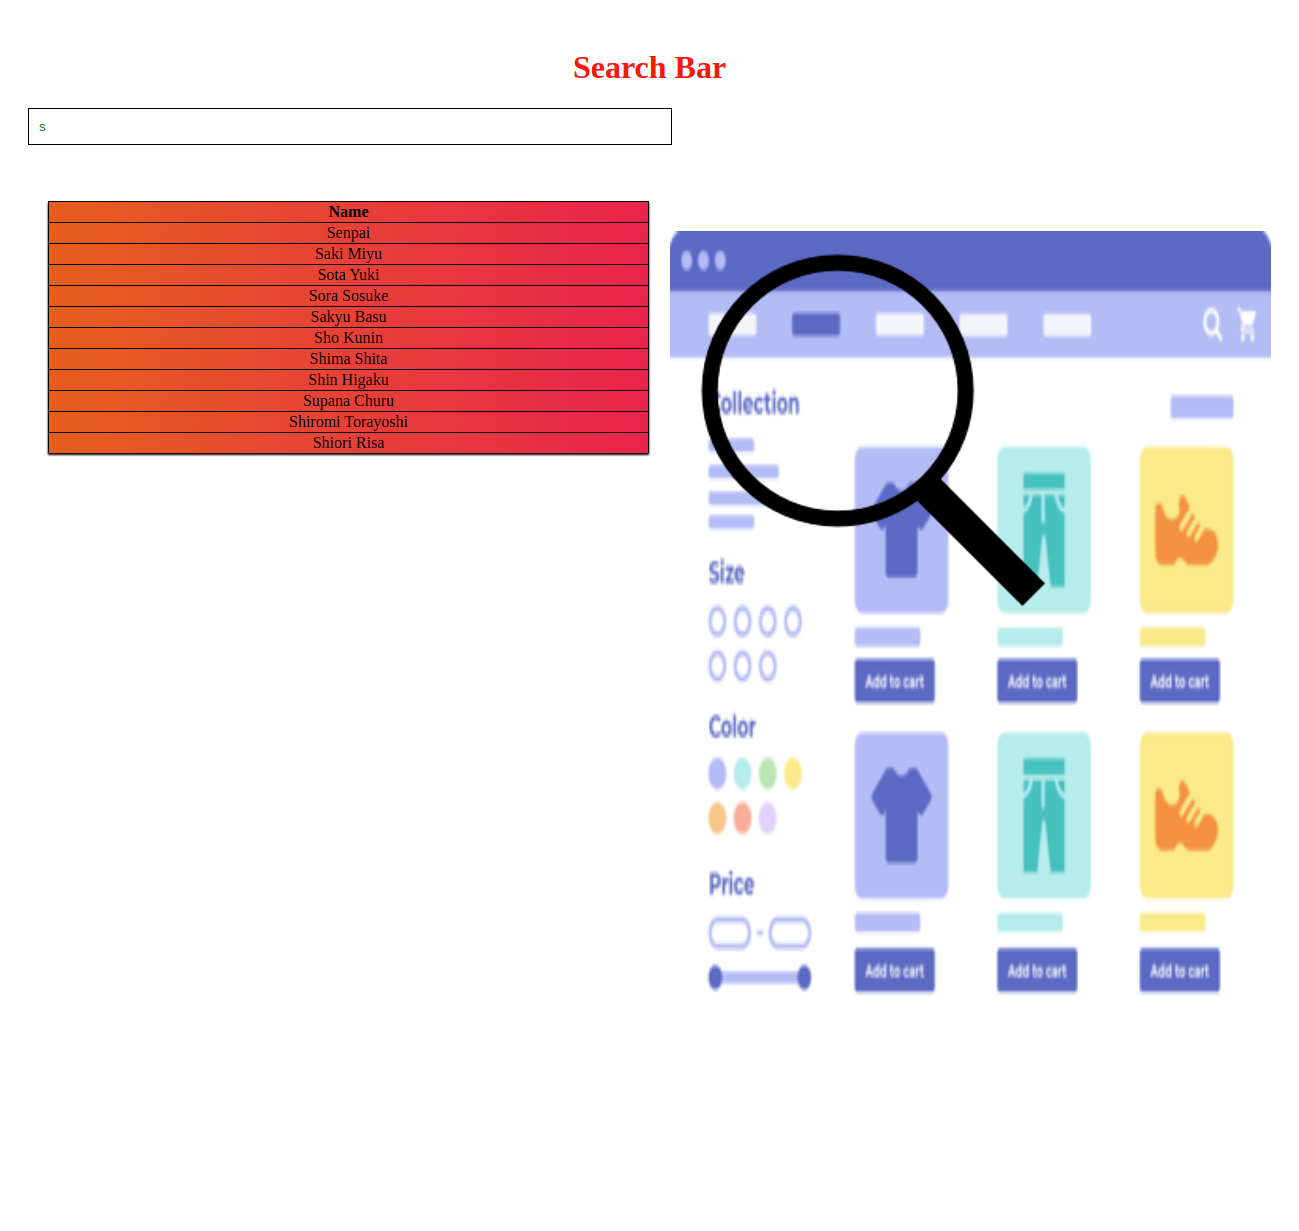 Search Bar
s
Name
Senpai
Saki Miyu
Sota Yuki
Sora Sosuke
Sakyu Basu
Sho Kunin
Shima Shita
Shin Higaku
Supana Churu
Shiromi Torayoshi
Shiori Risa
Collection
Size
Add to cart Add to cart Add to cart
Color
Price
Add to cart Add to cart Add to cart